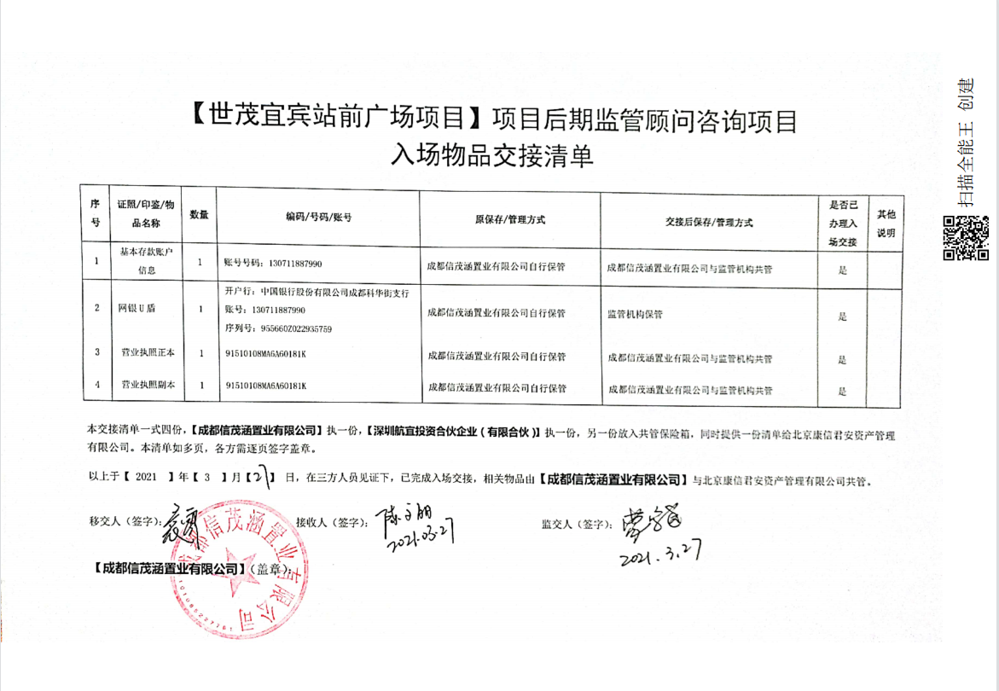 【世茂宜宾站前广场项目】项目后期监管顾问咨询项目
入场物品交接清单
序号 证照/印鉴/物品名称 数量 编码/号码/账号 原保存/管理方式 交接后保存/管理方式 是否已办理入场交接 其他说明
1 基本存款账户信息 1 账号号码：130711887990 成都信茂涵置业有限公司自行保管 成都信茂涵置业有限公司与监管机构共管 是
2 网银U盾 1 开户行：中国银行股份有限公司成都科华街支行
账号：130711887990
序列号：955660Z022935759 成都信茂涵置业有限公司自行保管 监管机构保管 是
3 营业执照正本 1 91510108MA6A60181K 成都信茂涵置业有限公司自行保管 成都信茂涵置业有限公司与监管机构共管 是
4 营业执照副本 1 91510108MA6A60181K 成都信茂涵置业有限公司自行保管 成都信茂涵置业有限公司与监管机构共管 是
本交接清单一式四份，【成都信茂涵置业有限公司】执一份，【深圳航宜投资合伙企业（有限合伙）】执一份，另一份放入共管保险箱，同时提供一份清单给北京康信君安资产管理
有限公司。本清单如多页，各方需逐页签字盖章。
以上于【 2021 】年【 3 】月【27】日，在三方人员见证下，已完成入场交接，相关物品由【成都信茂涵置业有限公司】与北京康信君安资产管理有限公司共管。
移交人（签字）： 接收人（签字）： 监交人（签字）：
2021.03.27
2021.3.27
【成都信茂涵置业有限公司】（盖章）：
成都信茂涵置业有限公司
扫描全能王 创建